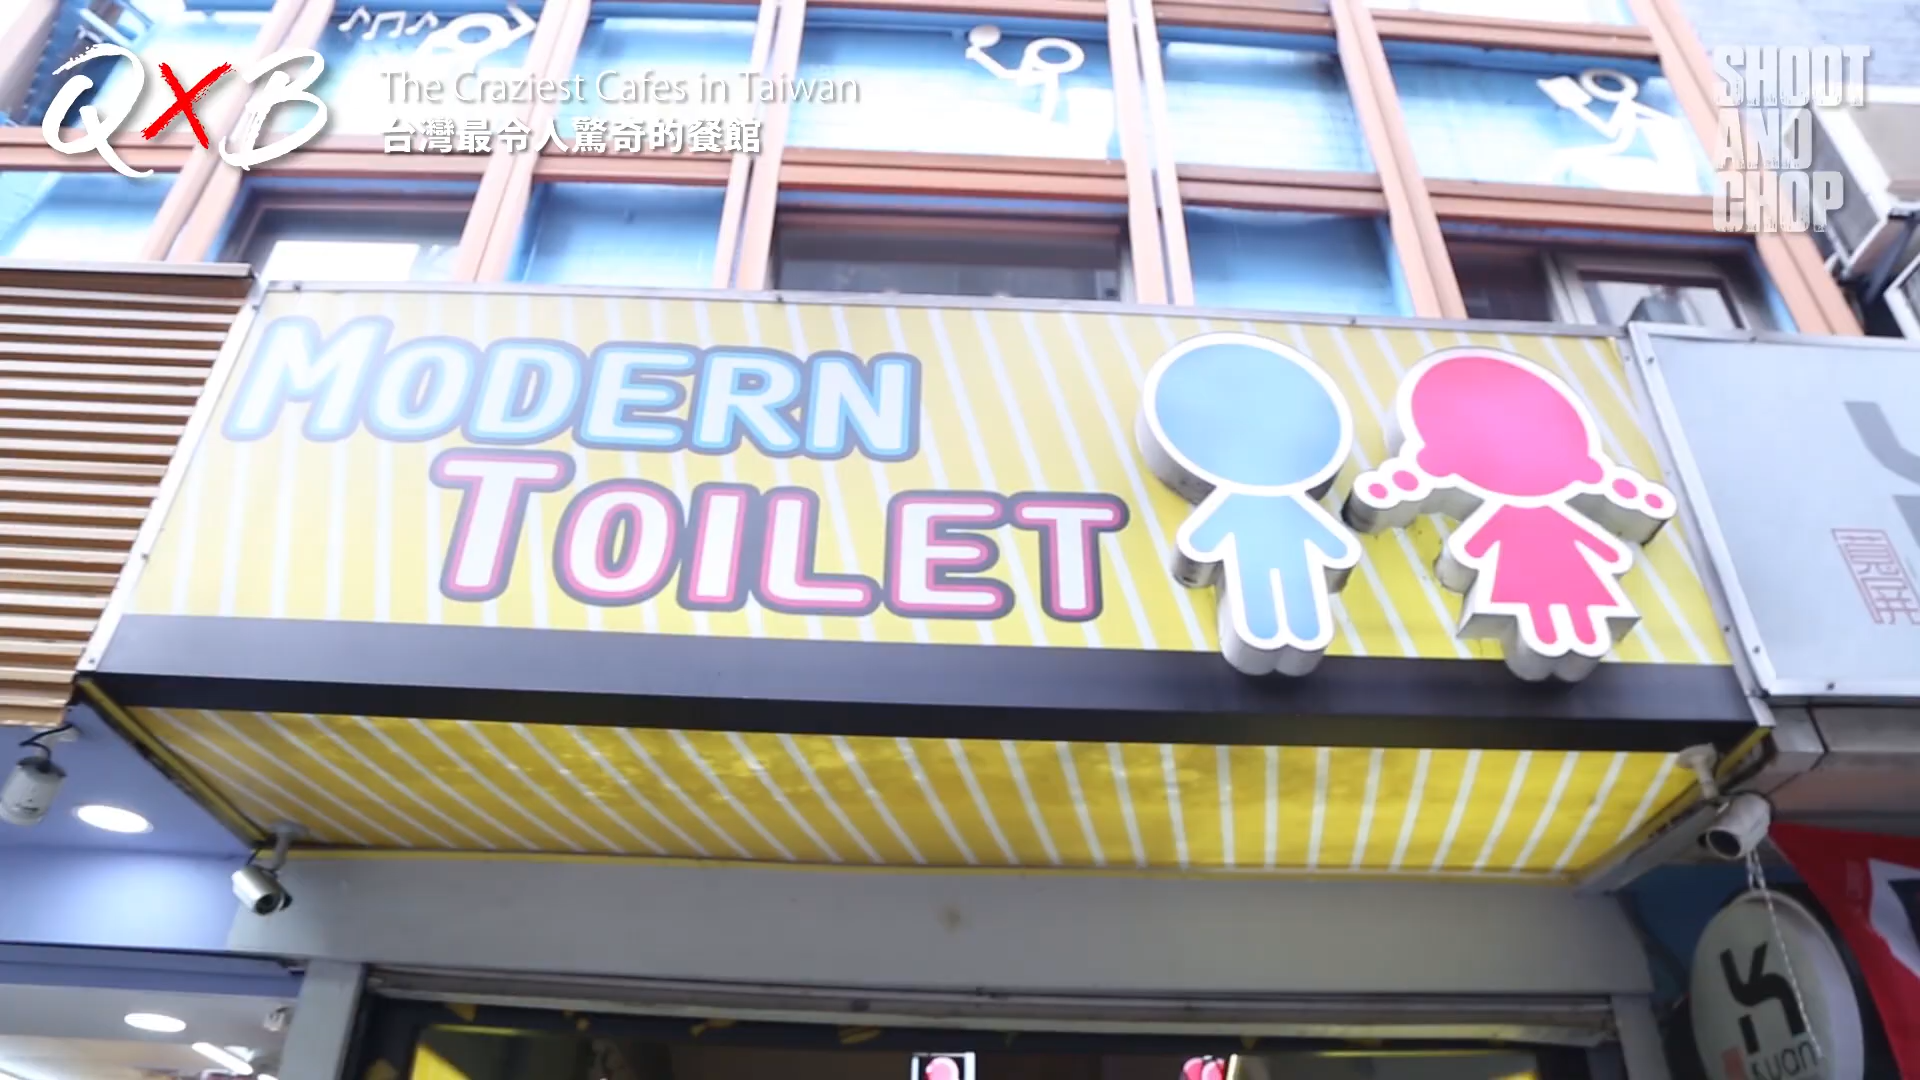 QXB
The Craziest Cafes in Taiwan
台灣最令人驚奇的餐館
SHOOT
AND
CHOP
MODERN
TOILET